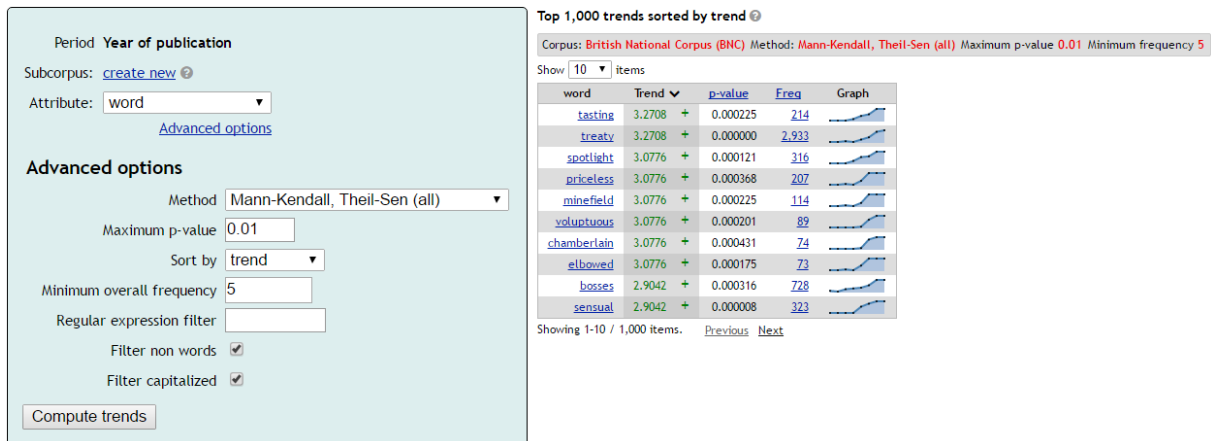 Period Year of publication
Subcorpus: create new
Attribute: word
Advanced options
Advanced options
Method Mann-Kendall, Theil-Sen (all)
Maximum p-value 0.01
Sort by trend
Minimum overall frequency 5
Regular expression filter
Filter non words
Filter capitalized
Compute trends
Top 1,000 trends sorted by trend
Corpus: British National Corpus (BNC) Method: Mann-Kendall, Theil-Sen (all) Maximum p-value 0.01 Minimum frequency 5
Show 10 items
word Trend p-value Freq Graph
tasting 3.2708 + 0.000225 214
treaty 3.2708 + 0.000000 2,933
spotlight 3.0776 + 0.000121 316
priceless 3.0776 + 0.000368 207
minefield 3.0776 + 0.000225 114
voluptuous 3.0776 + 0.000201 89
chamberlain 3.0776 + 0.000431 74
elbowed 3.0776 + 0.000175 73
bosses 2.9042 + 0.000316 728
sensual 2.9042 + 0.000008 323
Showing 1-10 / 1,000 items. Previous Next